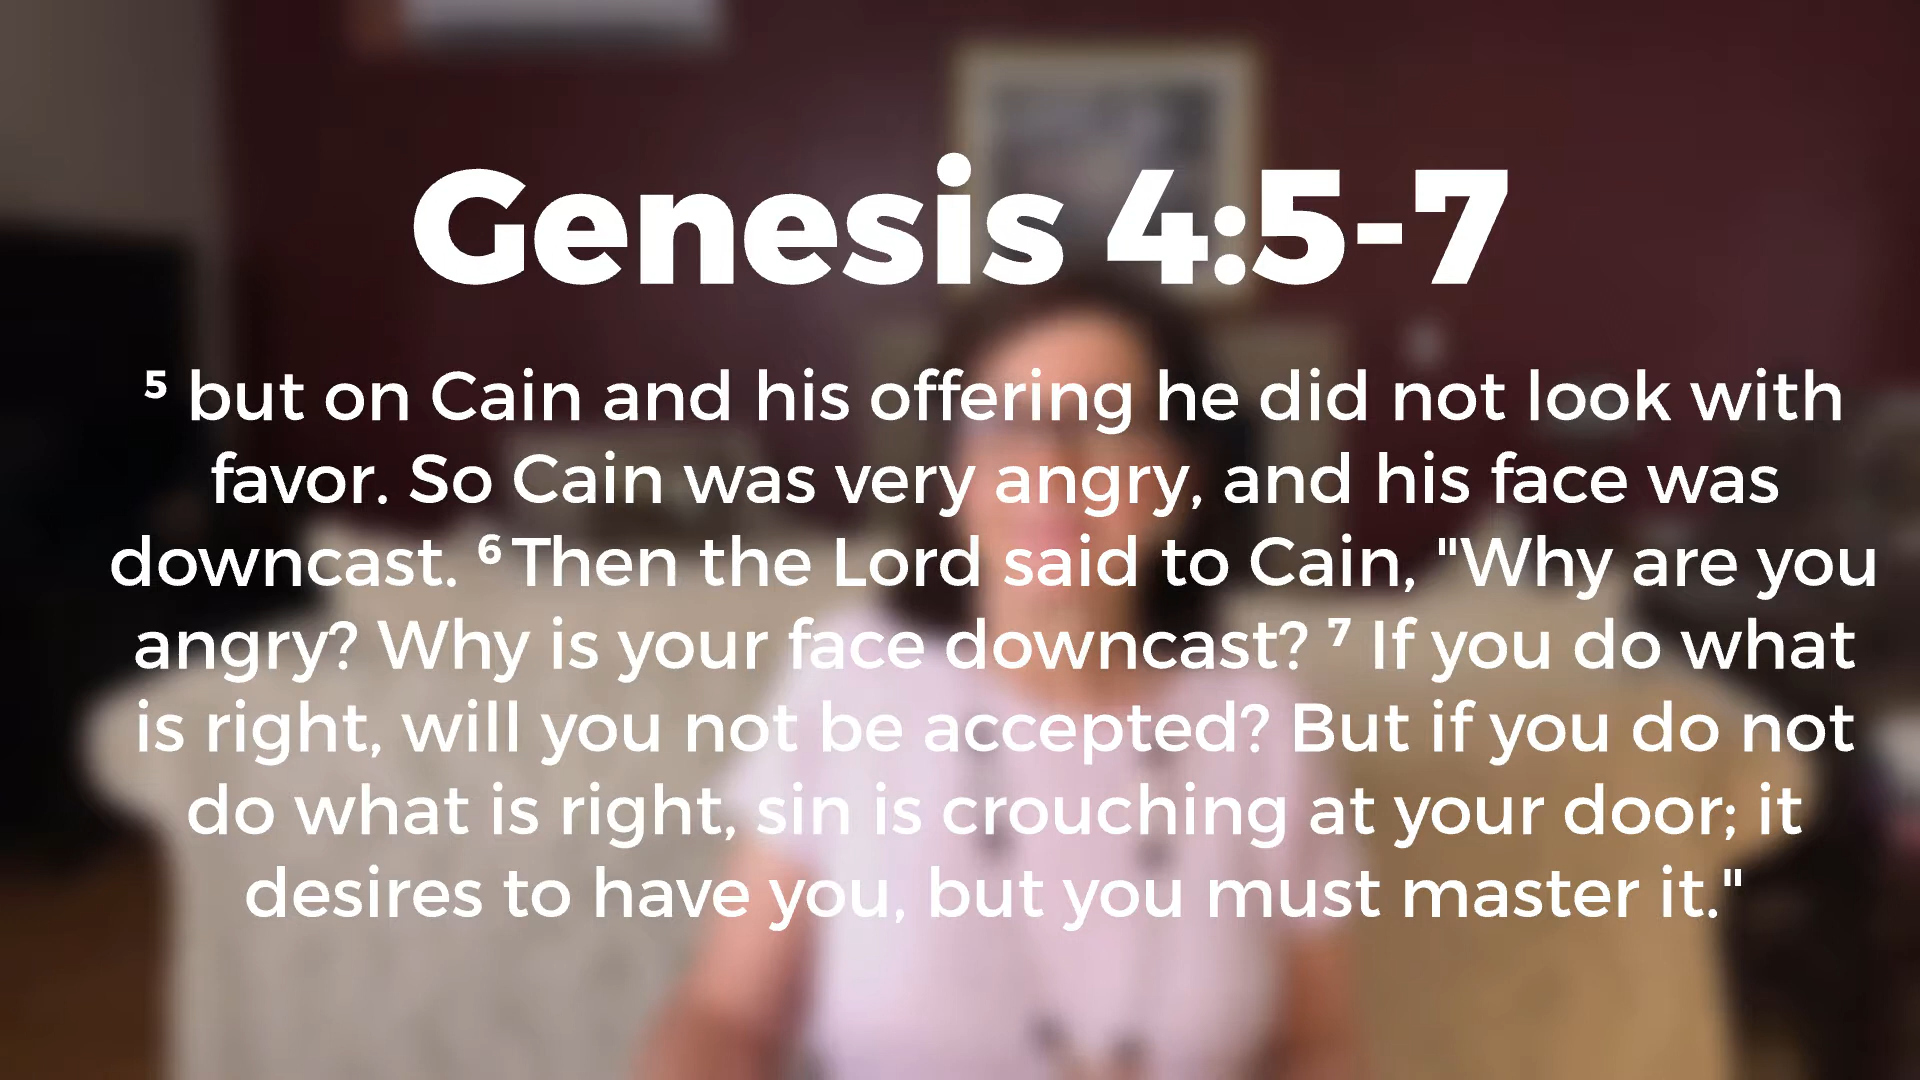 Genesis 4:5-7
⁵ but on Cain and his offering he did not look with
favor. So Cain was very angry, and his face was
downcast. ⁶ Then the Lord said to Cain, "Why are you
angry? Why is your face downcast? ⁷ If you do what
is right, will you not be accepted? But if you do not
do what is right, sin is crouching at your door; it
desires to have you, but you must master it."